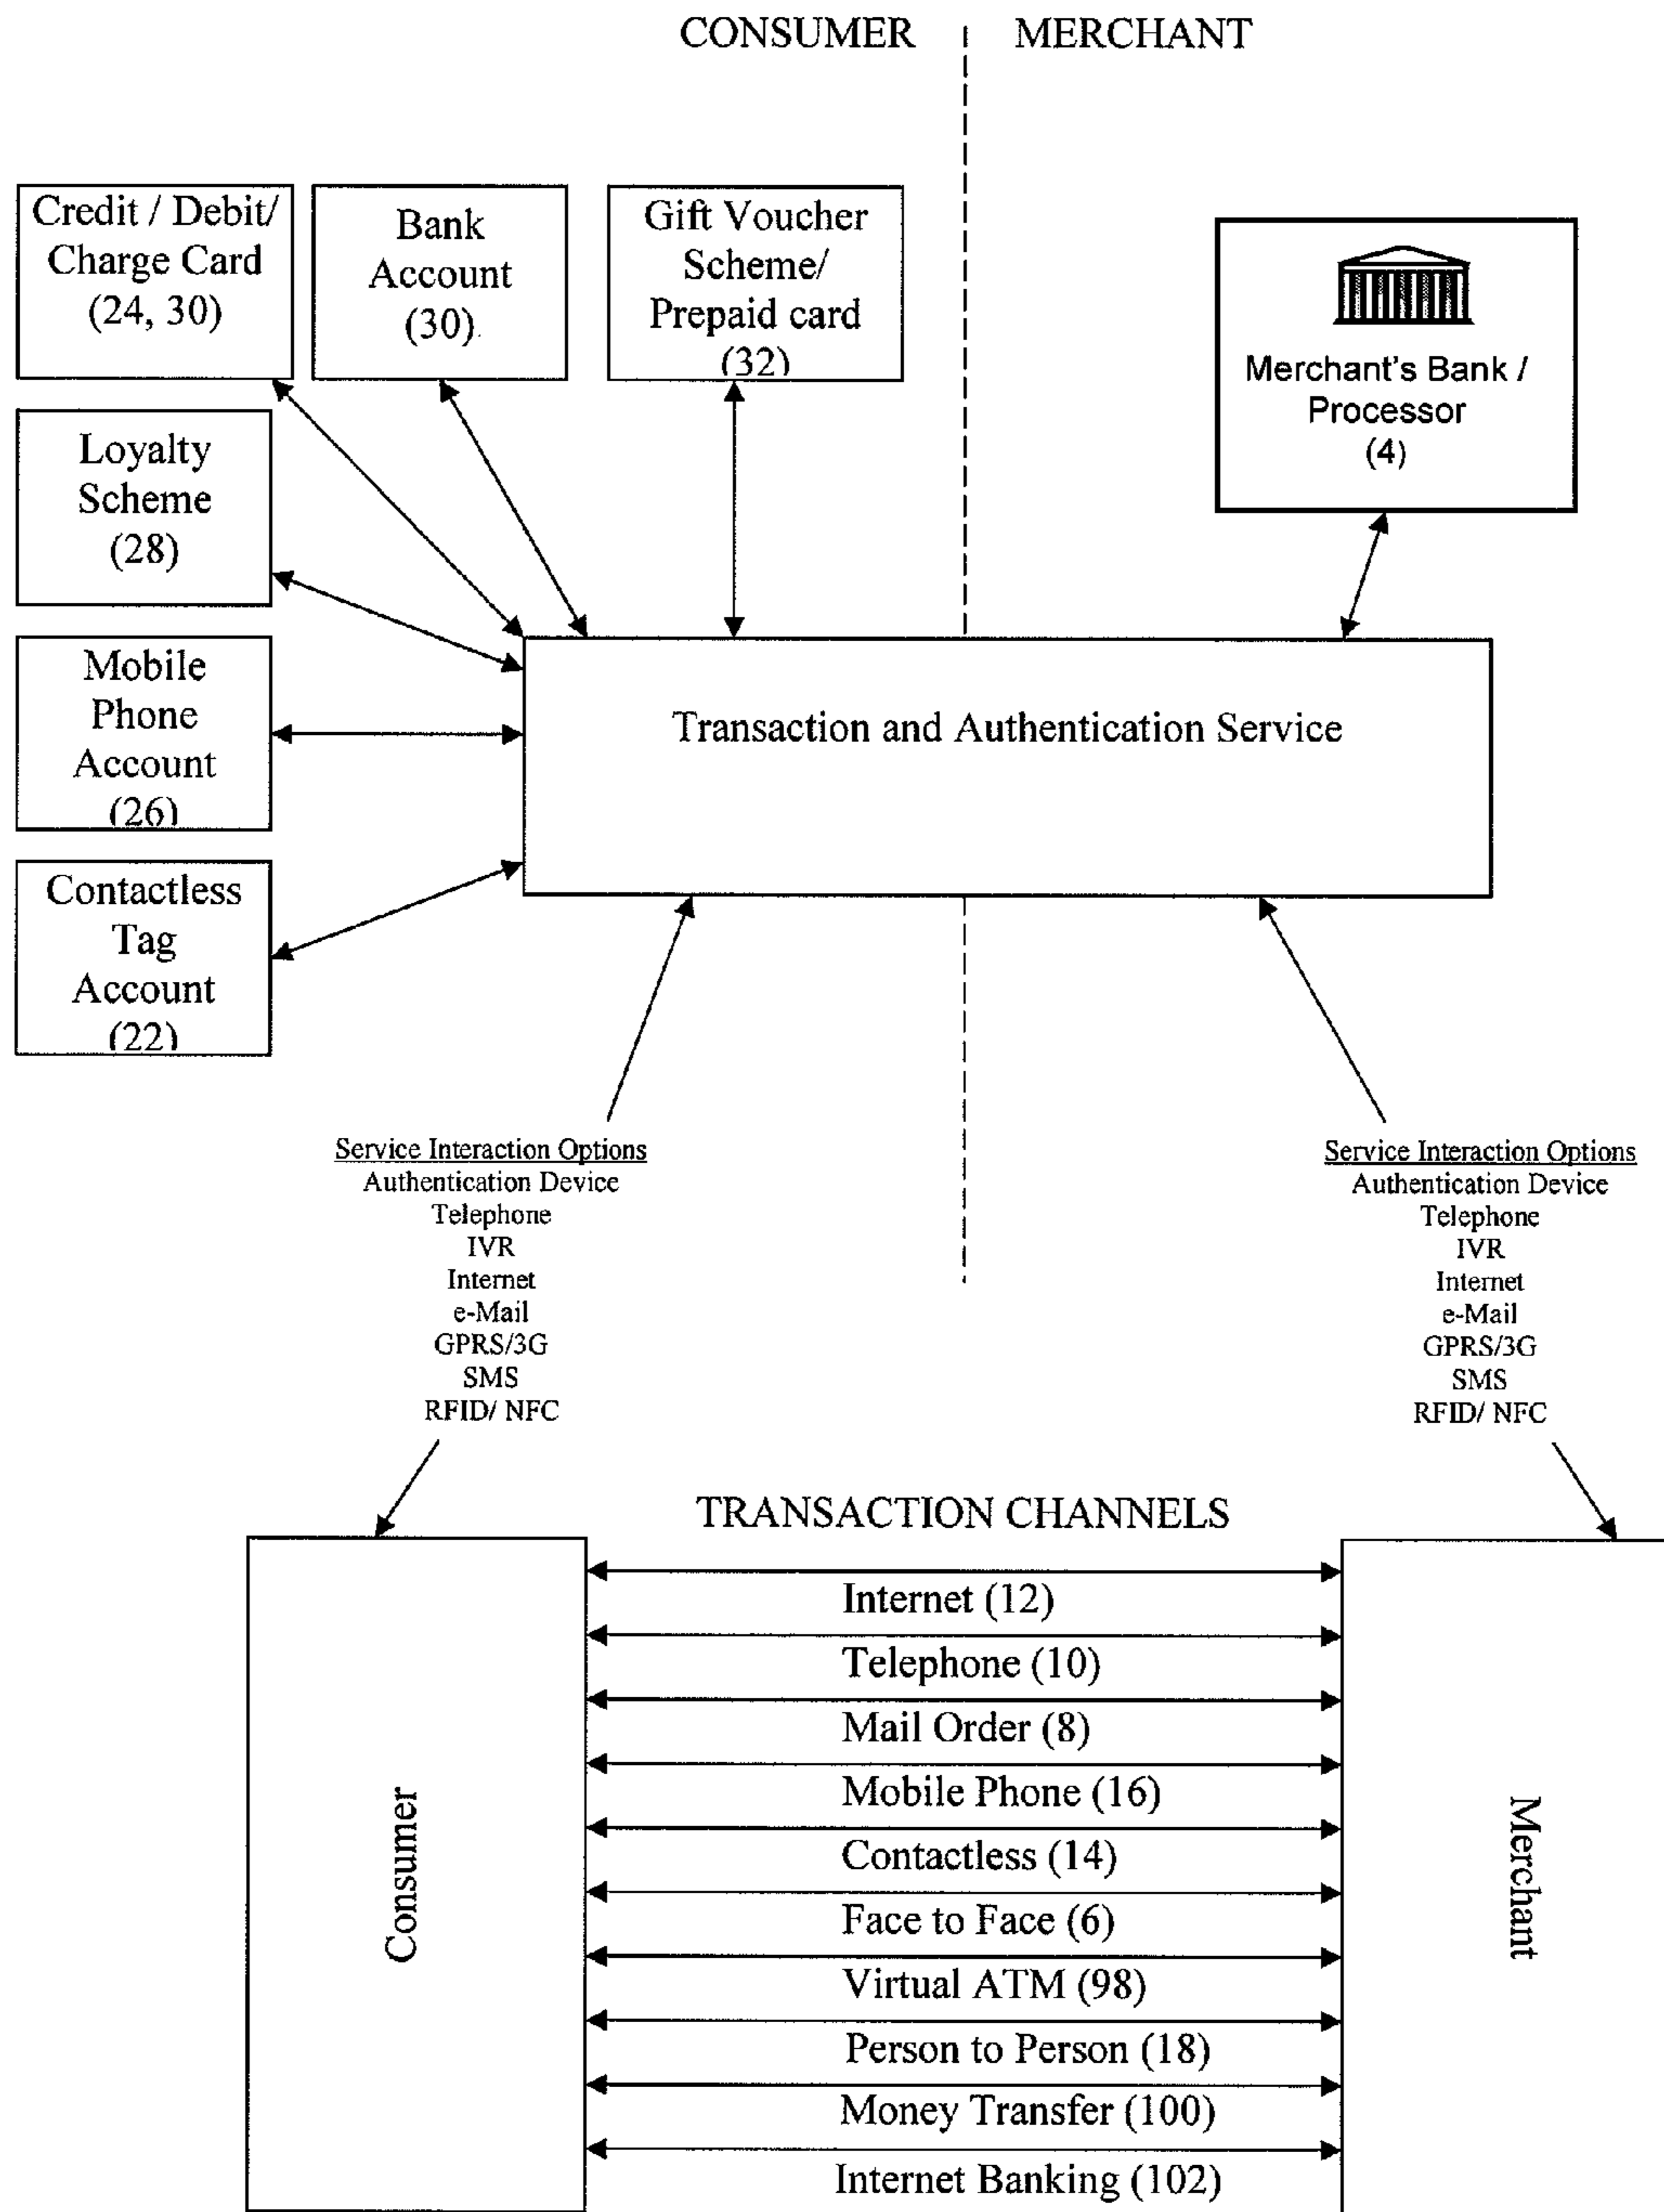 CONSUMER
MERCHANT
Credit / Debit/
Charge Card
(24, 30)
Bank
Account
(30)
Gift Voucher
Scheme/
Prepaid card
(32)
Merchant's Bank /
Processor
(4)
Loyalty
Scheme
(28)
Mobile
Phone
Account
(26)
Contactless
Tag
Account
(22)
Transaction and Authentication Service
Service Interaction Options
Authentication Device
Telephone
IVR
Internet
e-Mail
GPRS/3G
SMS
RFID/ NFC
Service Interaction Options
Authentication Device
Telephone
IVR
Internet
e-Mail
GPRS/3G
SMS
RFID/ NFC
TRANSACTION CHANNELS
Consumer
Internet (12)
Telephone (10)
Mail Order (8)
Mobile Phone (16)
Contactless (14)
Face to Face (6)
Virtual ATM (98)
Person to Person (18)
Money Transfer (100)
Internet Banking (102)
Merchant